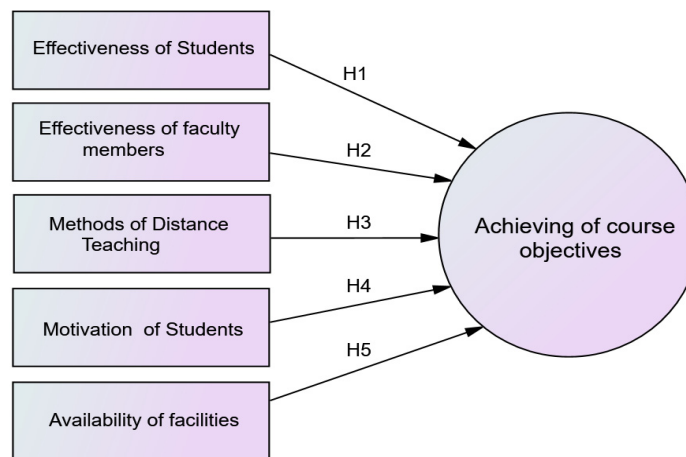 Effectiveness of Students
H1
Effectiveness of faculty
members
H2
Methods of Distance
Teaching
H3
Motivation of Students
H4
Availability of facilities
H5
Achieving of course
objectives